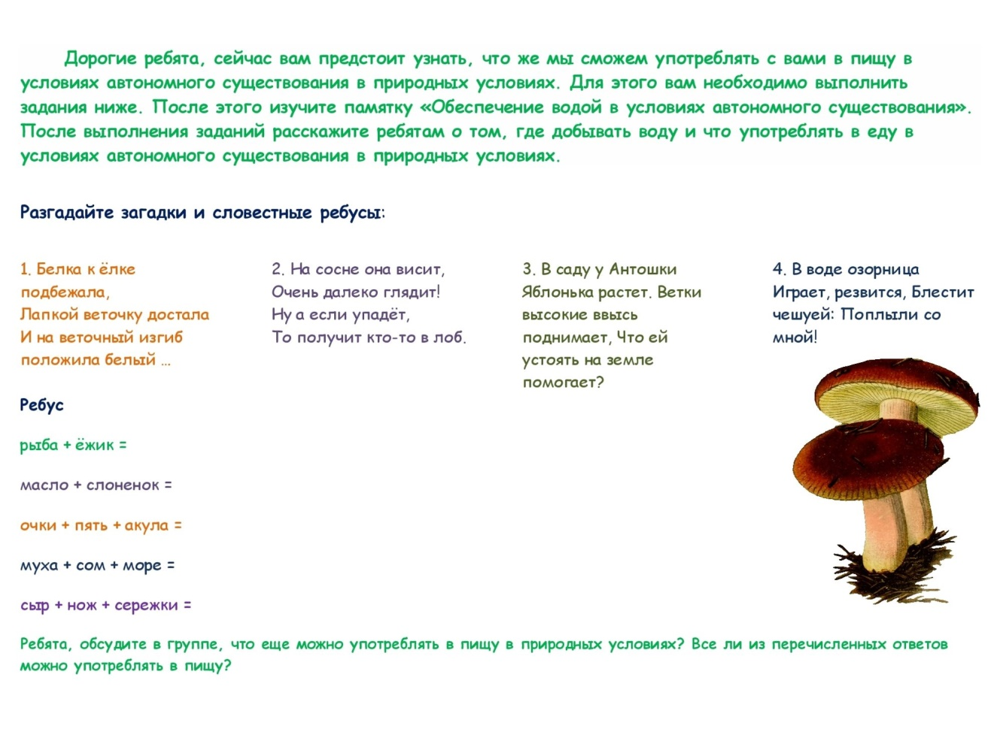 Дорогие ребята, сейчас вам предстоит узнать, что же мы сможем употреблять с вами в пищу в
условиях автономного существования в природных условиях. Для этого вам необходимо выполнить
задания ниже. После этого изучите памятку «Обеспечение водой в условиях автономного существования».
После выполнения заданий расскажите ребятам о том, где добывать воду и что употреблять в еду в
условиях автономного существования в природных условиях.
Разгадайте загадки и словестные ребусы:
1. Белка к ёлке
подбежала,
Лапкой веточку достала
И на веточный изгиб
положила белый …
2. На сосне она висит,
Очень далеко глядит!
Ну а если упадёт,
То получит кто-то в лоб.
3. В саду у Антошки
Яблонька растет. Ветки
высокие ввысь
поднимает, Что ей
устоять на земле
помогает?
4. В воде озорница
Играет, резвится, Блестит
чешуей: Поплыли со
мной!
Ребус
рыба + ёжик =
масло + слоненок =
очки + пять + акула =
муха + сом + море =
сыр + нож + сережки =
Ребята, обсудите в группе, что еще можно употреблять в пищу в природных условиях? Все ли из перечисленных ответов
можно употреблять в пищу?